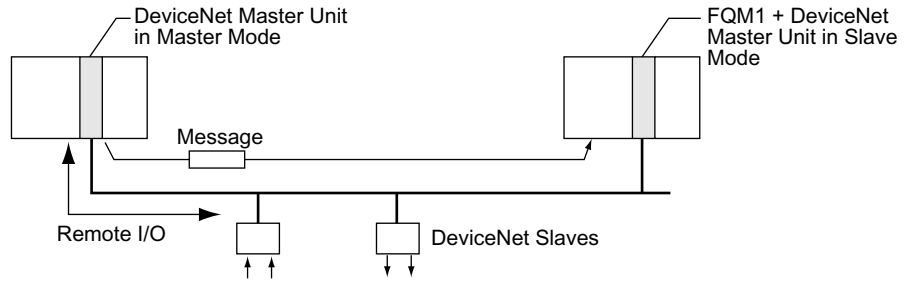 DeviceNet Master Unit
in Master Mode
FQM1 + DeviceNet
Master Unit in Slave
Mode
Message
Remote I/O
DeviceNet Slaves